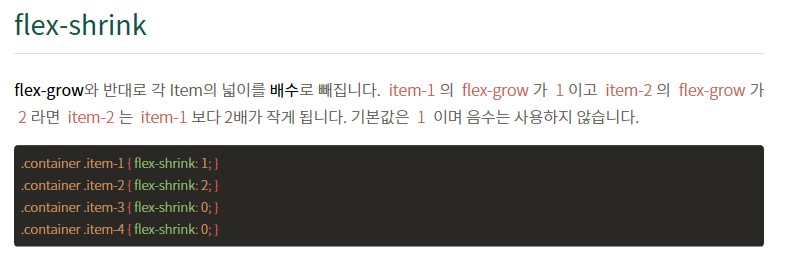 flex-shrink
flex-grow와 반대로 각 Item의 넓이를 배수로 빼집니다. item-1 의 flex-grow 가 1 이고 item-2 의 flex-grow 가
2 라면 item-2 는 item-1 보다 2배가 작게 됩니다. 기본값은 1 이며 음수는 사용하지 않습니다.
.container .item-1 { flex-shrink: 1; }
.container .item-2 { flex-shrink: 2; }
.container .item-3 { flex-shrink: 0; }
.container .item-4 { flex-shrink: 0; }